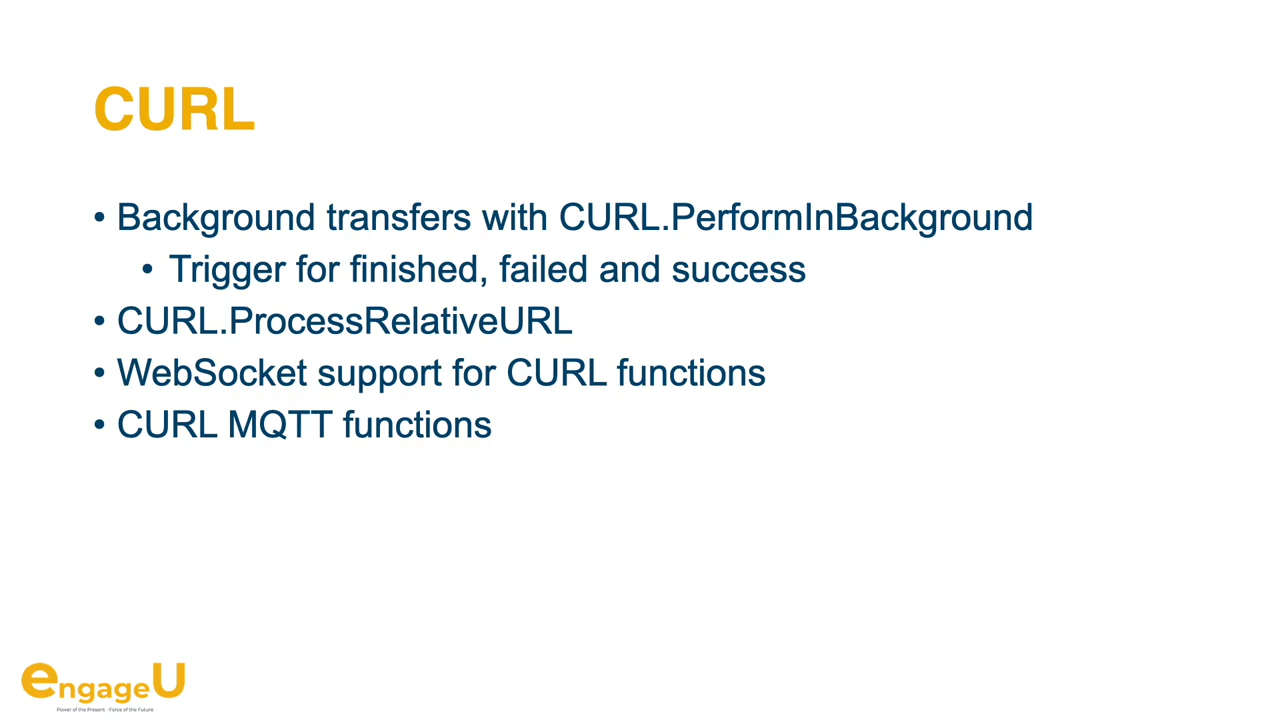 CURL
• Background transfers with CURL.PerformInBackground
• Trigger for finished, failed and success
• CURL.ProcessRelativeURL
• WebSocket support for CURL functions
• CURL MQTT functions
engageU
Power of the Present - Force of the Future